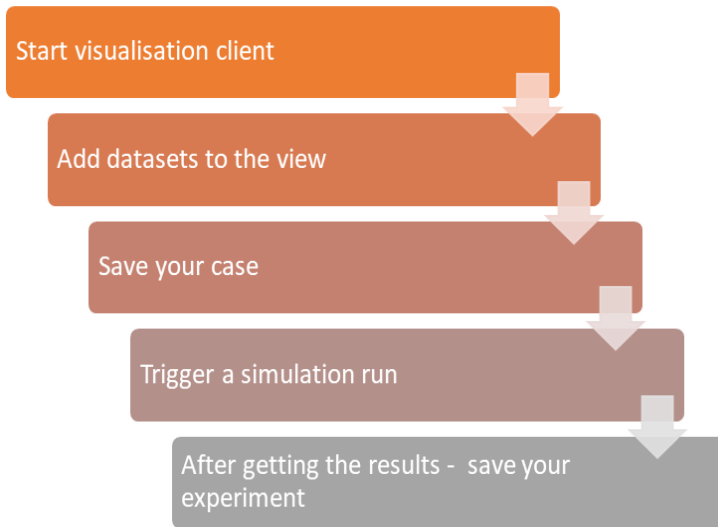 Start visualisation client
Add datasets to the view
Save your case
Trigger a simulation run
After getting the results - save your
experiment